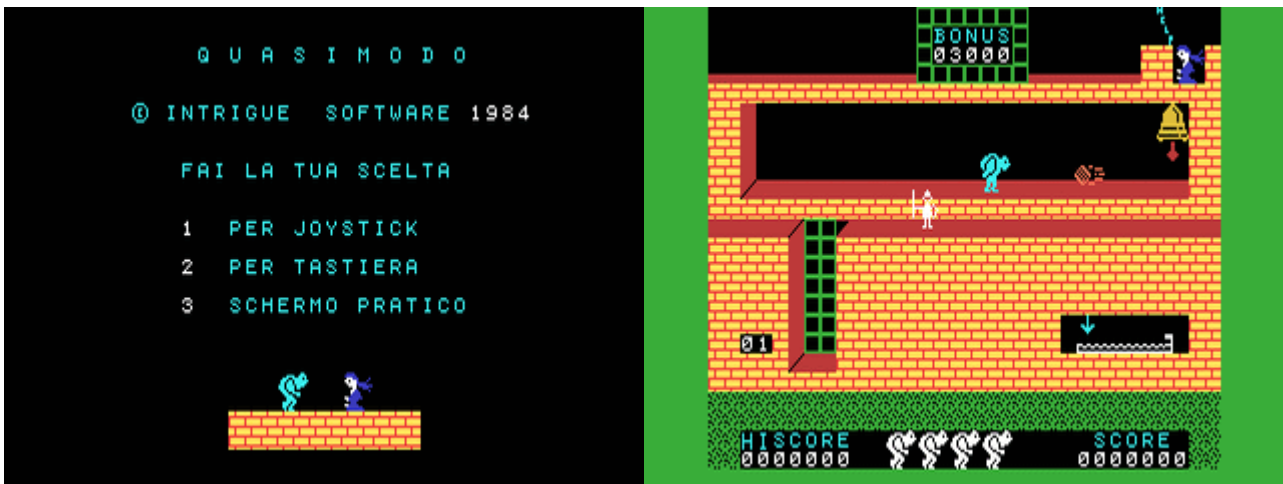 QUASIMODO
© INTRIGUE SOFTWARE 1984
FAI LA TUA SCELTA
1 PER JOYSTICK
2 PER TASTIERA
3 SCHERMO PRATICO
BONUS
03000
01
HISCORE
0000000
SCORE
0000000